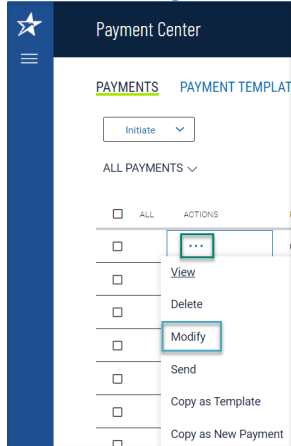 Payment Center
PAYMENTS PAYMENT TEMPLAT
Initiate
ALL PAYMENTS
ALL ACTIONS
View
Delete
Modify
Send
Copy as Template
Copy as New Payment